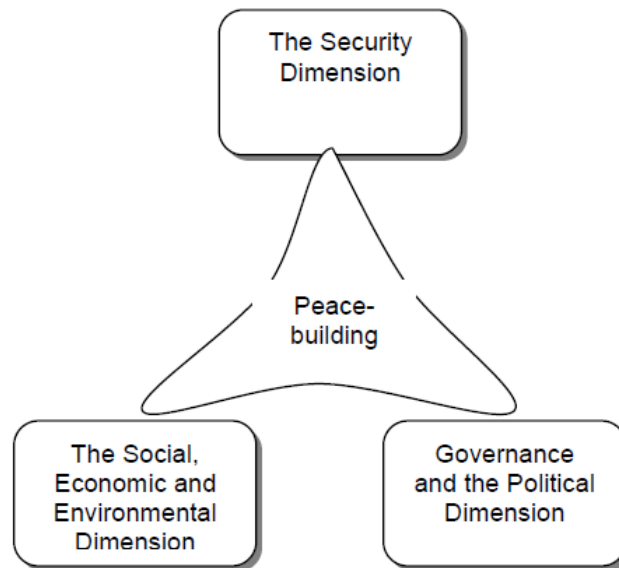 The Security
Dimension
Peace-
building
The Social,
Economic and
Environmental
Dimension
Governance
and the Political
Dimension